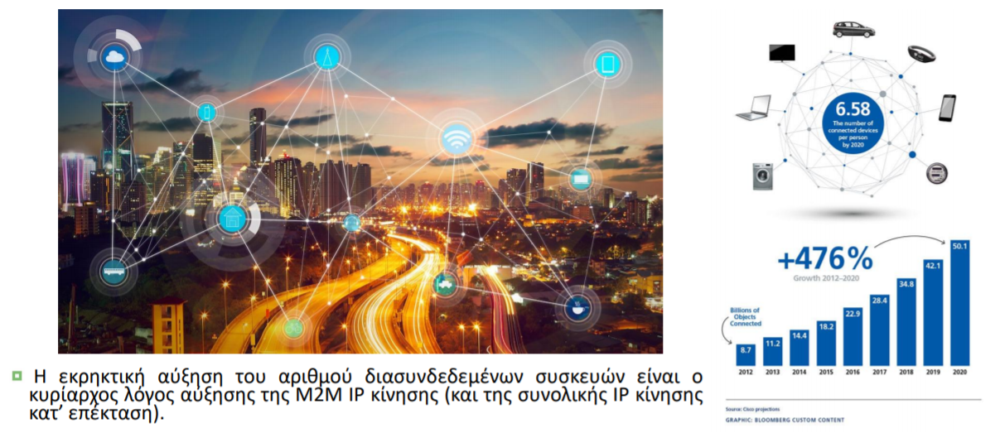 6.58
The number of
connected devices
per person
by 2020
+476%
Growth 2012–2020
Billions of
Objects
Connected
8.7
11.2
14.4
18.2
22.9
28.4
34.8
42.1
50.1
2012 2013 2014 2015 2016 2017 2018 2019 2020
Source: Cisco projections
GRAPHIC: BLOOMBERG CUSTOM CONTENT
Η εκρηκτική αύξηση του αριθμού διασυνδεδεμένων συσκευών είναι ο
κυρίαρχος λόγος αύξησης της M2M IP κίνησης (και της συνολικής IP κίνησης
κατ’ επέκταση).